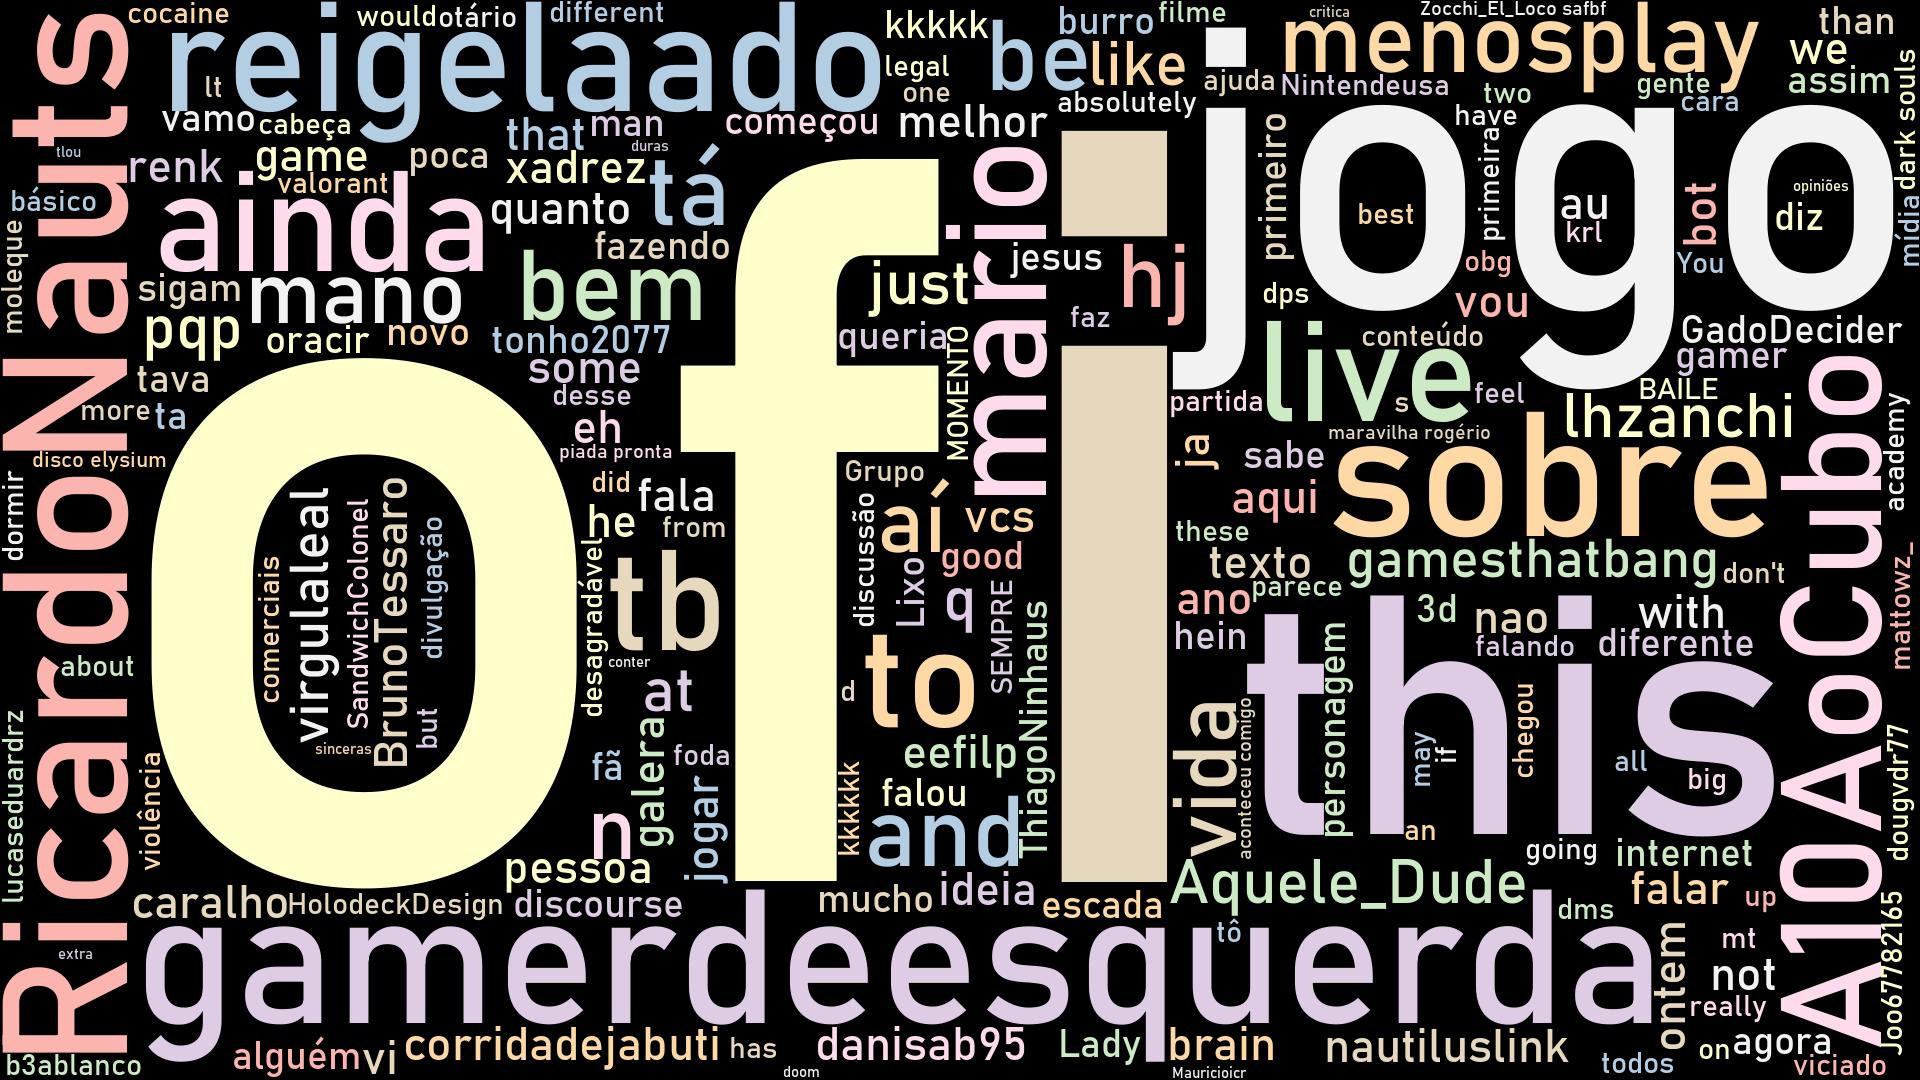 cocaine
wouldotário
different
kkkkk
burro
filme
critica
Zocchi_El_Loco safbf
than
RicardoNauts
reigelaado
be
like
menosplay
we
legal
ajuda
Nintendeusa
gente
assim
lt
one
absolutely
two
cara
dark souls
vamo
cabeça
that
man
começou
melhor
have
jogo
tlou
renk
game
poca
duras
xadrez
tá
mario
primeiro
primeira
best
au
krl
bot
opiniões
diz
mídia
valorant
básico
ainda
quanto
i
moleque
fazendo
jesus
hj
obg
You
sigam
mano
bem
just
dps
vou
faz
pqp
oracir
novo
tonho2077
queria
MOMENTO
conteúdo
GadoDecider
live
gamer
tava
some
of
desse
partida
s
feel
BAILE
more
ta
eh
lhzanchi
A10AoCubo
academy
disco elysium
piada pronta
maravilha rogério
ja
sabe
sobre
dormir
Grupo
did
fala
aí
vcs
aqui
he
from
discussão
good
these
texto
gamesthatbang
don't
comerciais
virgulaleal
SandwichColonel
BrunoTessaro
divulgação
desagradável
tb
Lixo
q
SEMPRE
parece
ano
3d
nao
with
mattowz_
hein
falando
diferente
about
conter
ThiagoNinhaus
this
personagem
at
d
to
lucaseduardrz
but
sinceras
vida
aconteceu comigo
may
if
chegou
all
big
dougvdr77
violência
fã
galera
foda
eefilp
jogar
kkkkkk
falou
n
and
an
going
internet
pessoa
Aquele_Dude
caralho
HolodeckDesign
discourse
mucho
ideia
escada
falar
up
dms
Joo67782165
tô
gamerdeesquerda
extra
ontem
mt
not
really
b3ablanco
alguém
vi
corridadejabuti
has
danisab95
Lady
brain
nautiluslink
on
agora
todos
viciado
doom
Mauricioicr